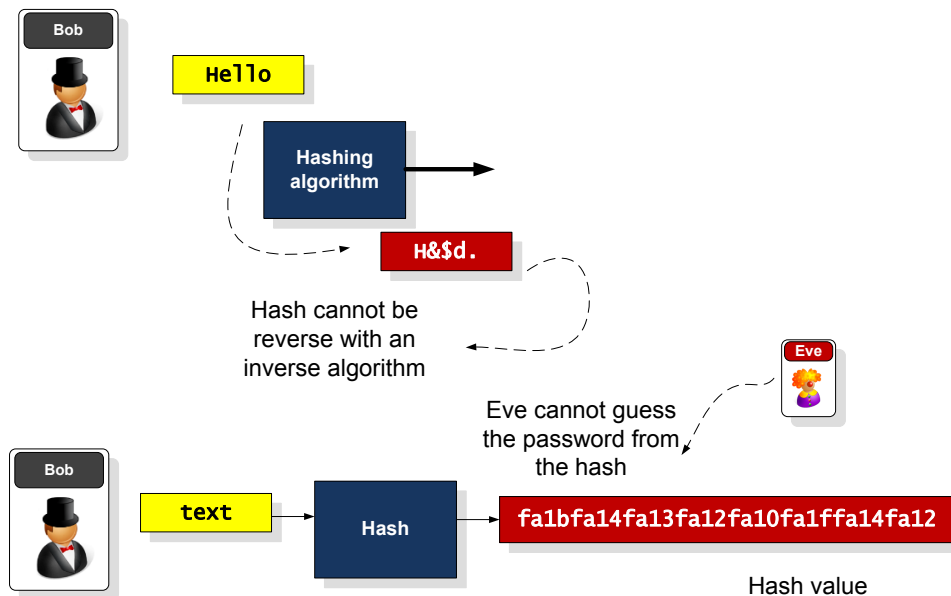 Bob
Hello
Hashing
algorithm
H&$d.
Hash cannot be
reverse with an
inverse algorithm
Eve
Eve cannot guess
the password from
the hash
Bob
text
Hash
fa1bfa14fa13fa12fa10fa1ffa14fa12
Hash value